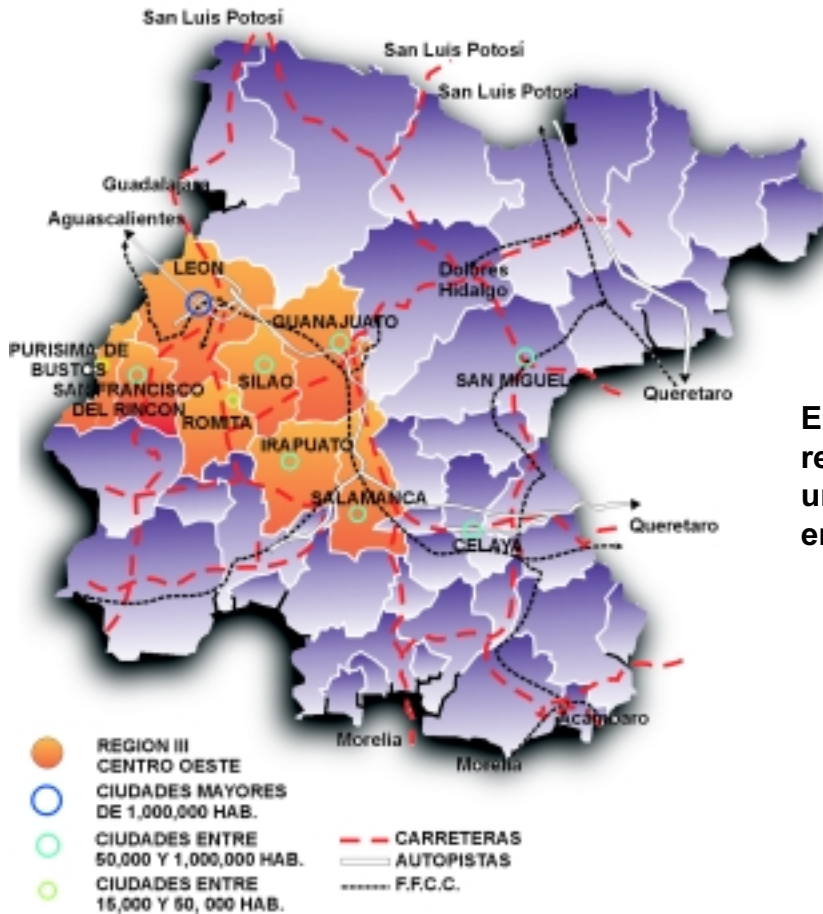 San Luis Potosí
San Luis Potosí
San Luis Potosí
Guadalajara
Aguascalientes
LEON
Dolores
Hidalgo
GUANAJUATO
PURISIMA DE
BUSTOS
SAN FRANCISCO
DEL RINCON
SILAO
SAN MIGUEL
Queretaro
ROMITA
IRAPUATO
SALAMANCA
CELAYA
Queretaro
Acambaro
Morelia
Morelia
REGION III
CENTRO OESTE
CIUDADES MAYORES
DE 1,000,000 HAB.
CIUDADES ENTRE
50,000 Y 1,000,000 HAB.
CIUDADES ENTRE
15,000 Y 50, 000 HAB.
CARRETERAS
AUTOPISTAS
F.F.C.C.